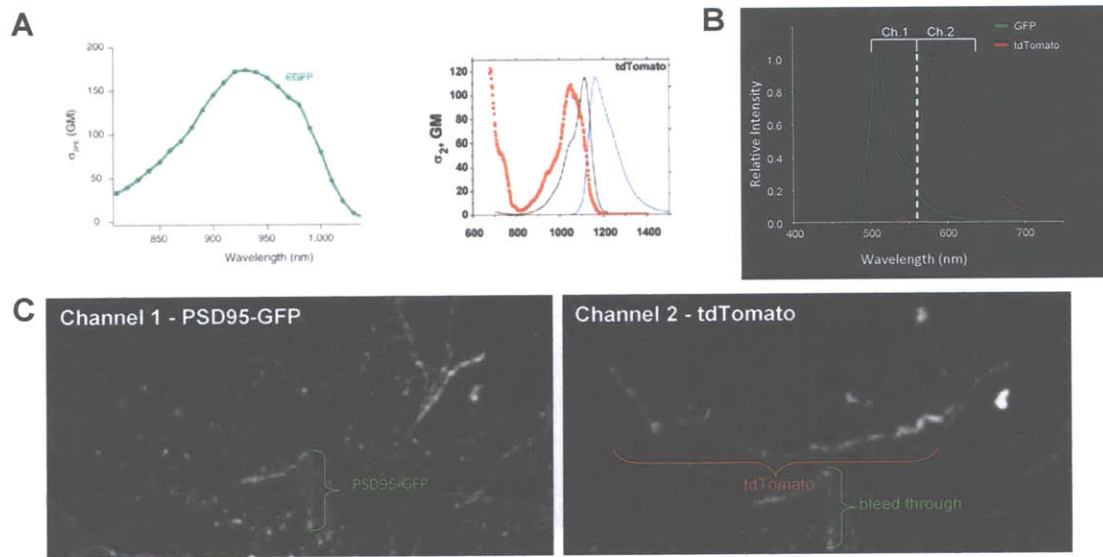 A
200
150
100
50
0
σ2PE (GM)
EGFP
850
900
950
1,000
Wavelength (nm)
120
100
80
60
40
20
0
σ2, GM
tdTomato
600
800
1000
1200
1400
B
Ch.1
Ch.2
GFP
tdTomato
1.0
0.8
0.6
0.4
0.2
0.0
Relative Intensity
400
500
600
700
Wavelength (nm)
C
Channel 1 - PSD95-GFP
PSD95-GFP
Channel 2 - tdTomato
tdTomato
bleed through